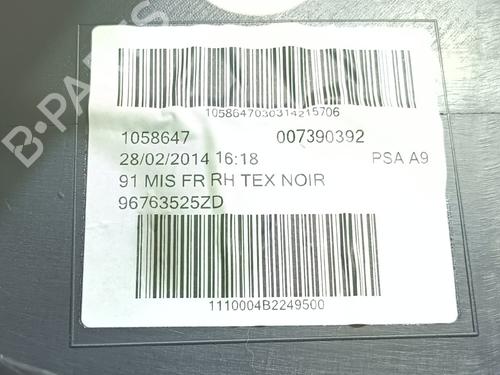 1058647030314215706
1058647 007390392
28/02/2014 16:18 PSA A9
91 MIS FR RH TEX NOIR
96763525ZD
1110004B2249500
B-PARTS